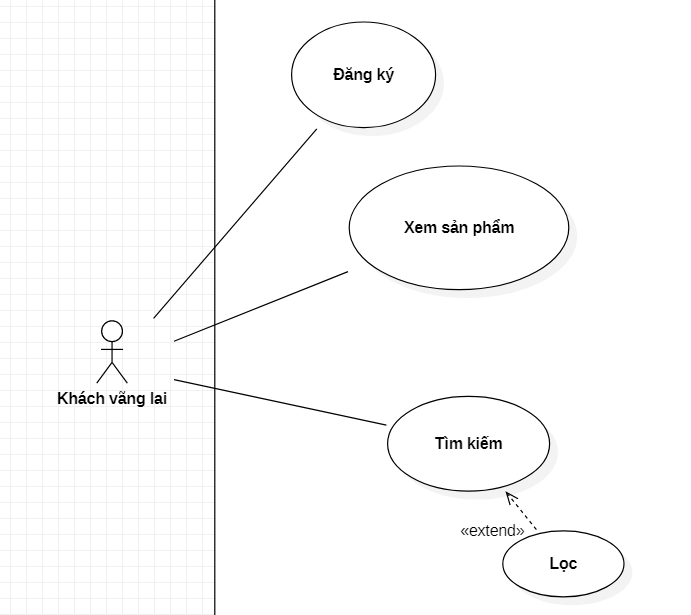 Đăng ký
Xem sản phẩm
Khách vãng lai
Tìm kiếm
«extend»
Lọc